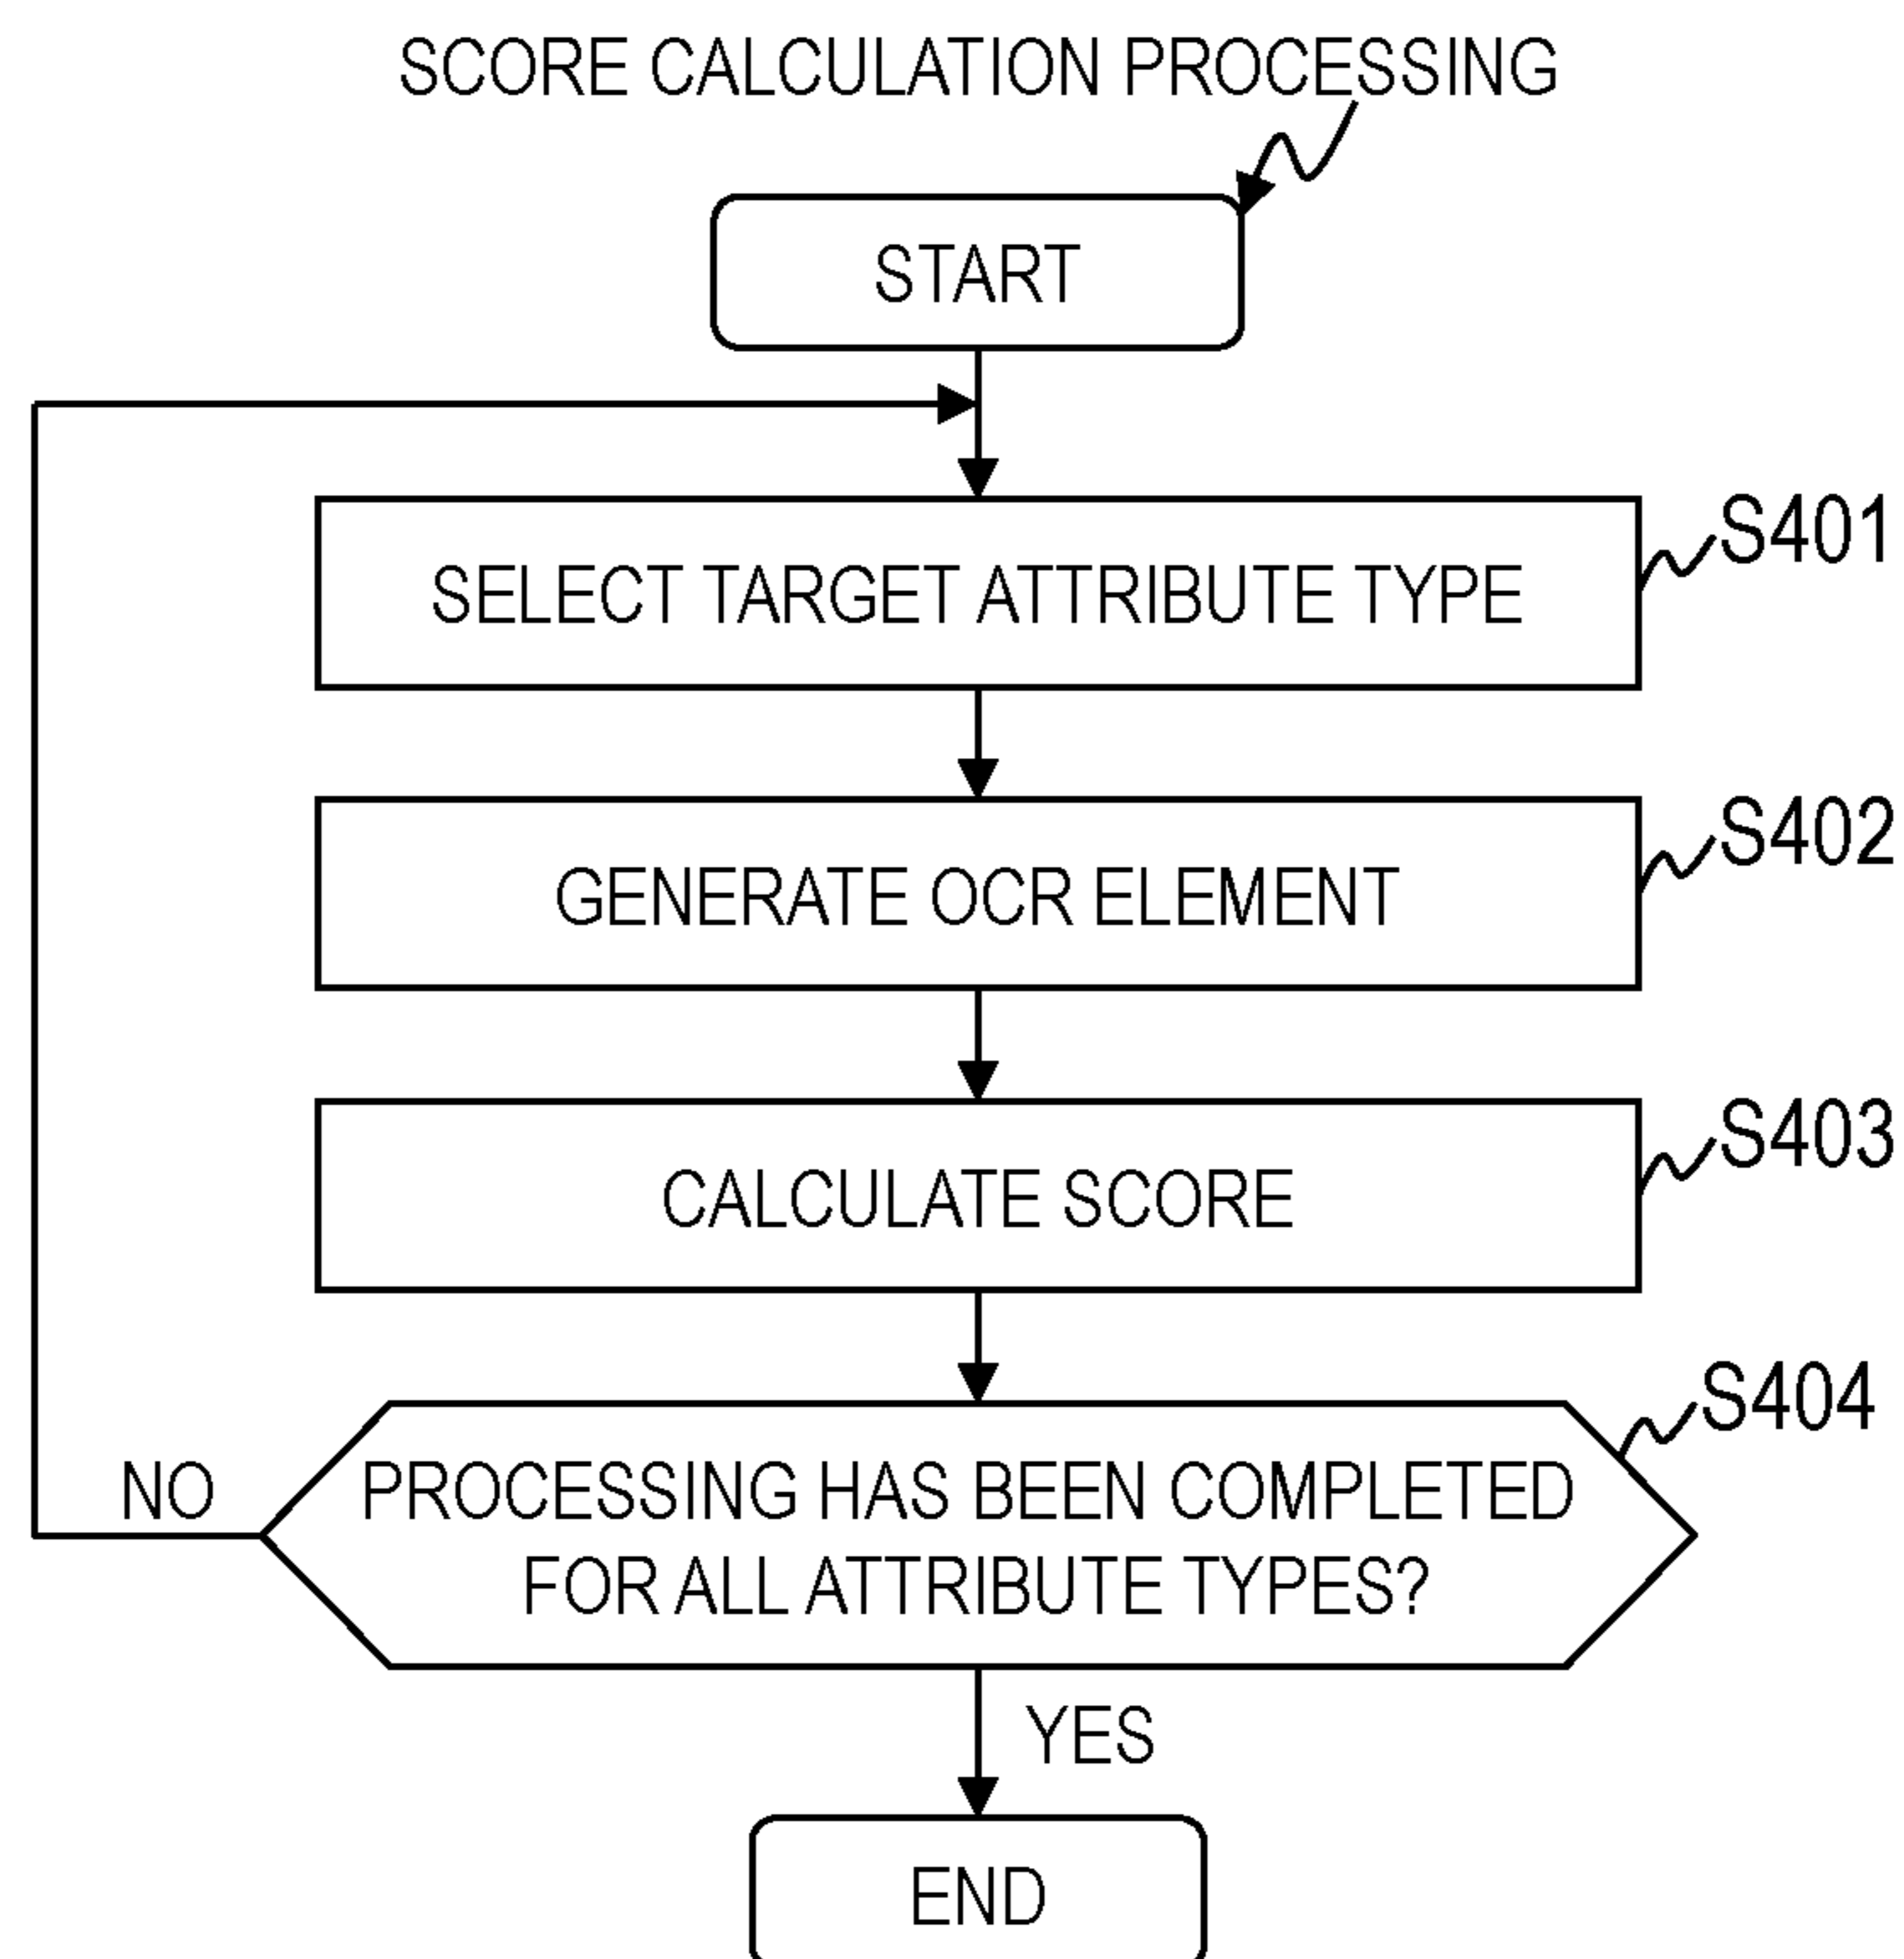 SCORE CALCULATION PROCESSING
START
SELECT TARGET ATTRIBUTE TYPE
S401
GENERATE OCR ELEMENT
S402
CALCULATE SCORE
S403
S404
NO
PROCESSING HAS BEEN COMPLETED
FOR ALL ATTRIBUTE TYPES?
YES
END